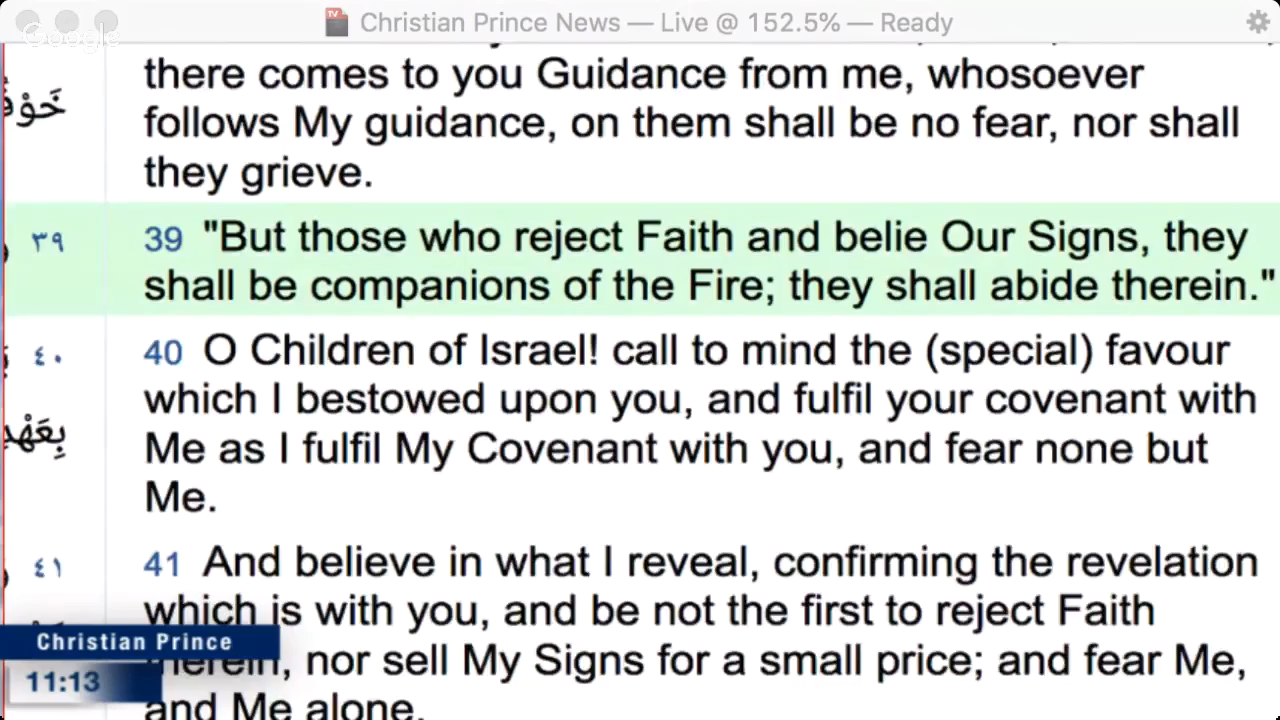 Christian Prince News — Live @ 152.5% — Ready
Google
there comes to you Guidance from me, whosoever
follows My guidance, on them shall be no fear, nor shall
they grieve.
٣٩ 39 "But those who reject Faith and belie Our Signs, they
shall be companions of the Fire; they shall abide therein."
٤٠ 40 O Children of Israel! call to mind the (special) favour
which I bestowed upon you, and fulfil your covenant with
Me as I fulfil My Covenant with you, and fear none but
Me.
٤١ 41 And believe in what I reveal, confirming the revelation
which is with you, and be not the first to reject Faith
therein, nor sell My Signs for a small price; and fear Me,
and Me alone.
Christian Prince
11:13